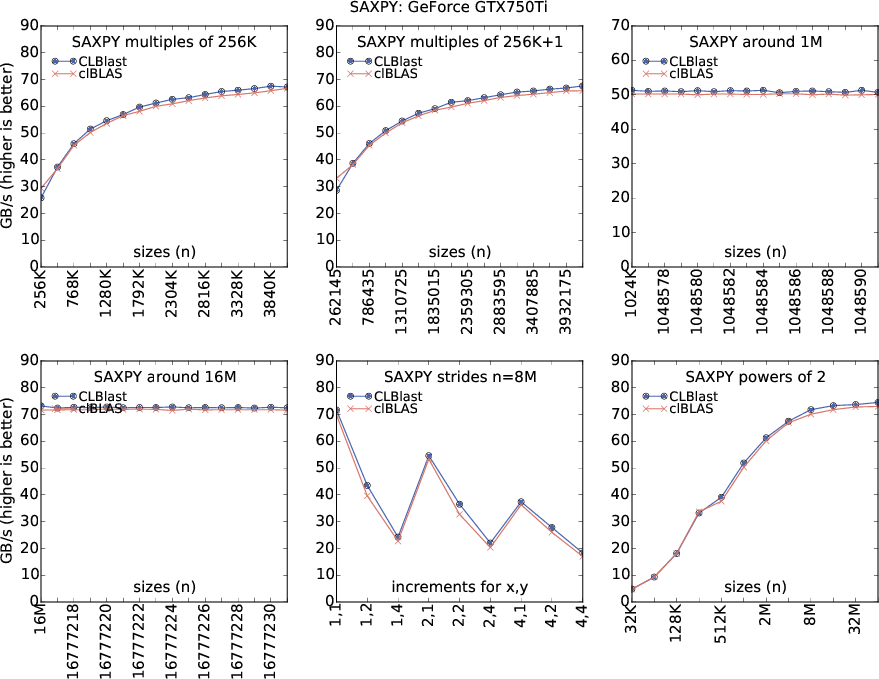 SAXPY: GeForce GTX750Ti
GB/s (higher is better)
90
80
70
60
50
40
30
20
10
0
SAXPY multiples of 256K
CLBlast
clBLAS
sizes (n)
256K
768K
1280K
1792K
2304K
2816K
3328K
3840K
90
80
70
60
50
40
30
20
10
0
SAXPY multiples of 256K+1
CLBlast
clBLAS
sizes (n)
262145
786435
1310725
1835015
2359305
2883595
3407885
3932175
70
60
50
40
30
20
10
0
SAXPY around 1M
CLBlast
clBLAS
sizes (n)
1024K
1048578
1048580
1048582
1048584
1048586
1048588
1048590
GB/s (higher is better)
90
80
70
60
50
40
30
20
10
0
SAXPY around 16M
CLBlast
clBLAS
sizes (n)
16M
16777218
16777220
16777222
16777224
16777226
16777228
16777230
90
80
70
60
50
40
30
20
10
0
SAXPY strides n=8M
CLBlast
clBLAS
increments for x,y
1,1
1,2
1,4
2,1
2,2
2,4
4,1
4,2
4,4
90
80
70
60
50
40
30
20
10
0
SAXPY powers of 2
CLBlast
clBLAS
sizes (n)
32K
128K
512K
2M
8M
32M